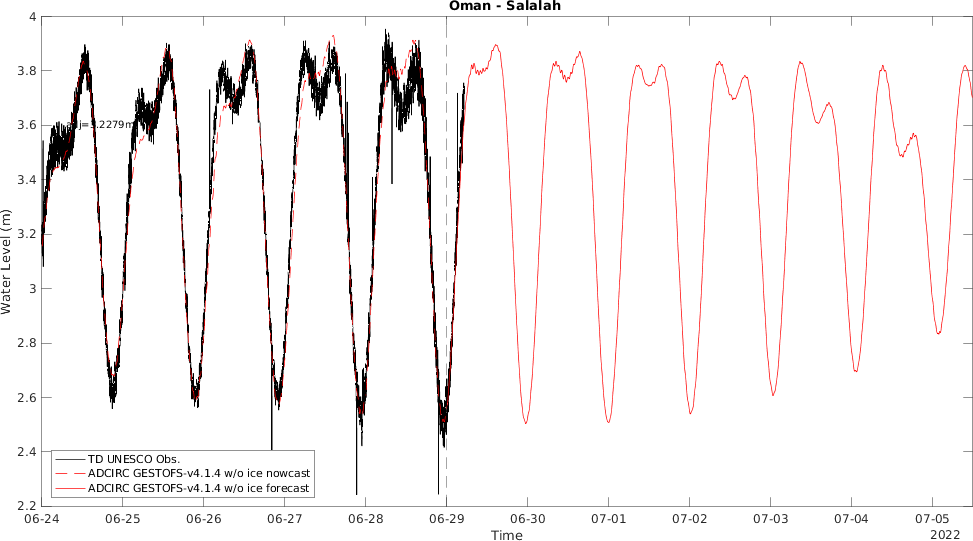 Oman - Salalah
Water Level (m)
4
3.8
3.6
3.4
3.2
3
2.8
2.6
2.4
2.2
TD UNESCO Obs.
ADCIRC GESTOFS-v4.1.4 w/o ice nowcast
ADCIRC GESTOFS-v4.1.4 w/o ice forecast
06-24 06-25 06-26 06-27 06-28 06-29 06-30 07-01 07-02 07-03 07-04 07-05
Time
2022